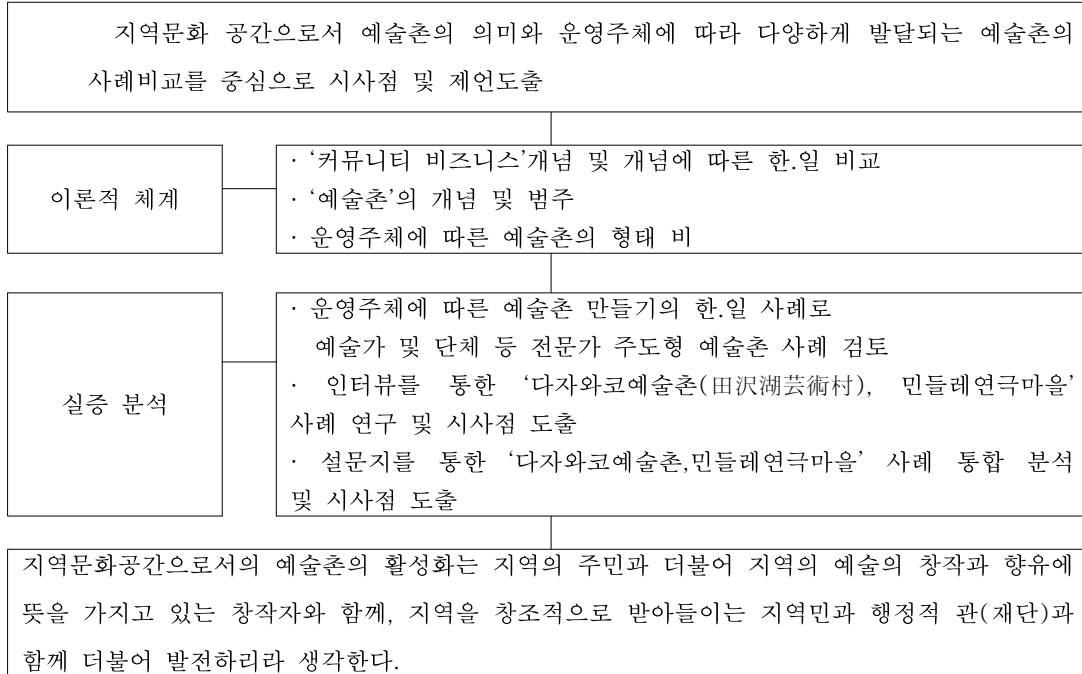 지역문화 공간으로서 예술촌의 의미와 운영주체에 따라 다양하게 발달되는 예술촌의
사례비교를 중심으로 시사점 및 제언도출
이론적 체계
· ‘커뮤니티 비즈니스’개념 및 개념에 따른 한.일 비교
· ‘예술촌’의 개념 및 범주
· 운영주체에 따른 예술촌의 형태 비
실증 분석
· 운영주체에 따른 예술촌 만들기의 한.일 사례로
예술가 및 단체 등 전문가 주도형 예술촌 사례 검토
· 인터뷰를 통한 ‘다자와코예술촌(田沢湖芸術村), 민들레연극마을’
사례 연구 및 시사점 도출
· 설문지를 통한 ‘다자와코예술촌,민들레연극마을’ 사례 통합 분석
및 시사점 도출
지역문화공간으로서의 예술촌의 활성화는 지역의 주민과 더불어 지역의 예술의 창작과 향유에
뜻을 가지고 있는 창작자와 함께, 지역을 창조적으로 받아들이는 지역민과 행정적 관(재단)과
함께 더불어 발전하리라 생각한다.